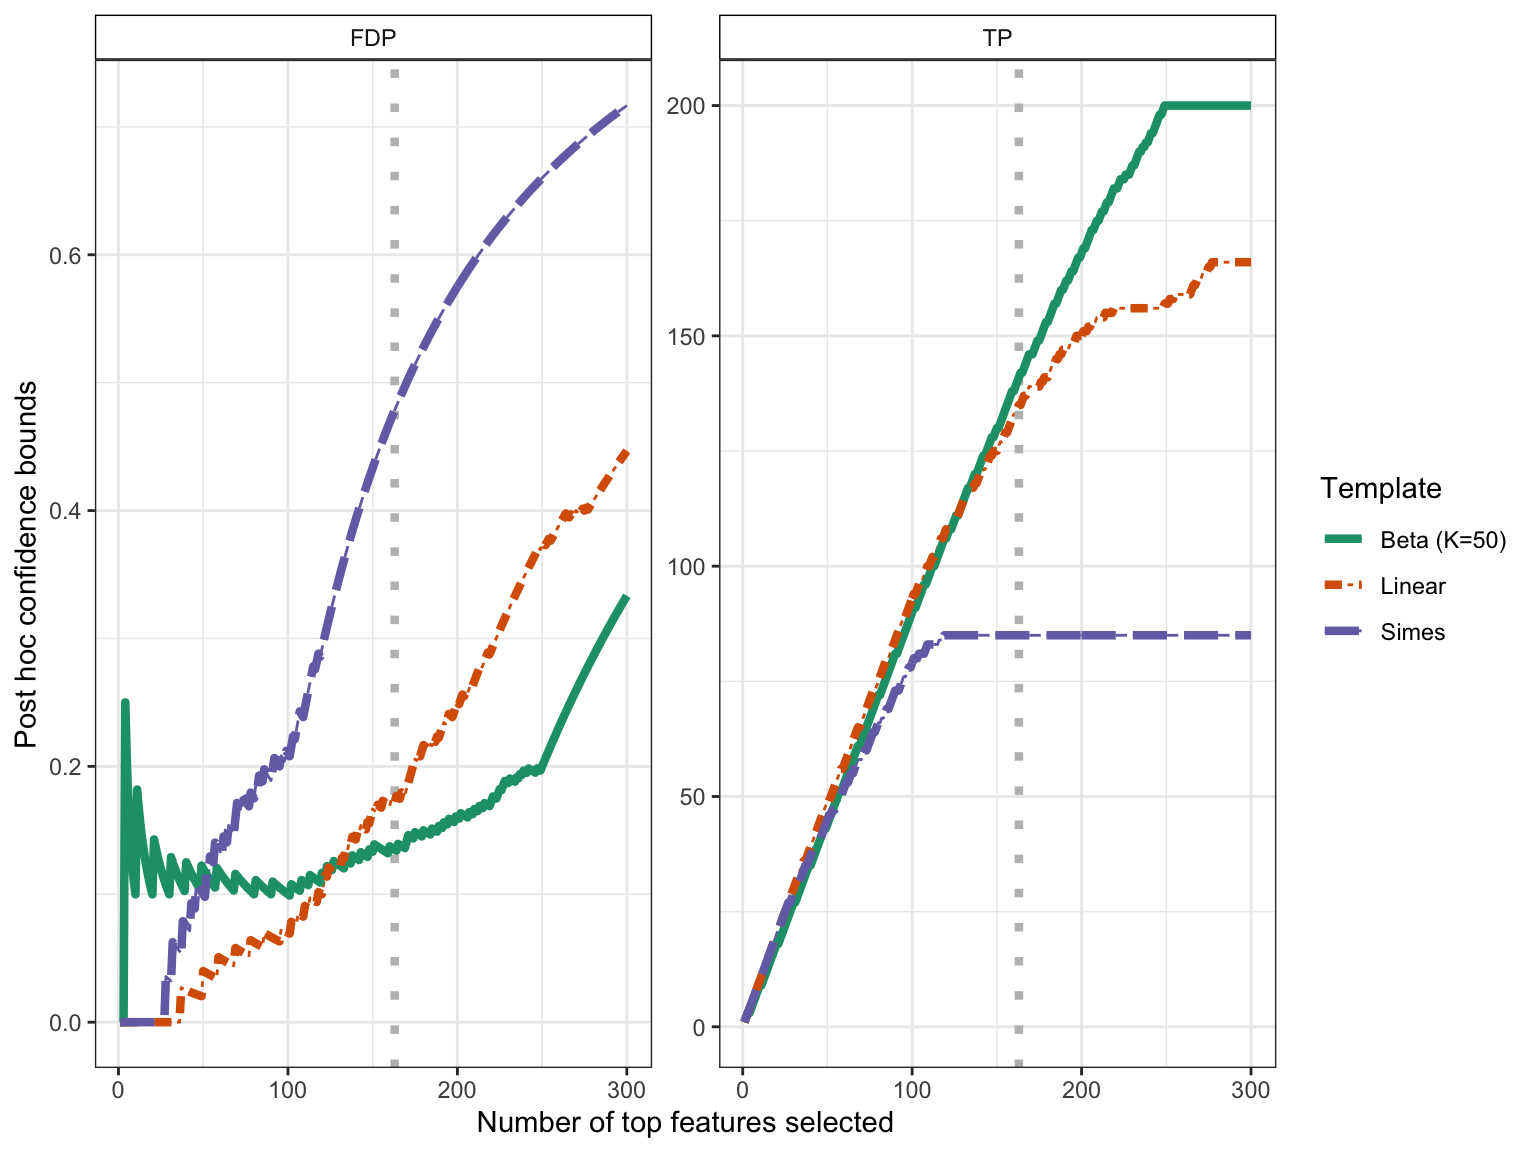 FDP
TP
Post hoc confidence bounds
0.6
0.4
0.2
0.0
200
150
100
50
0
0 100 200 300
0 100 200 300
Number of top features selected
Template
Beta (K=50)
Linear
Simes